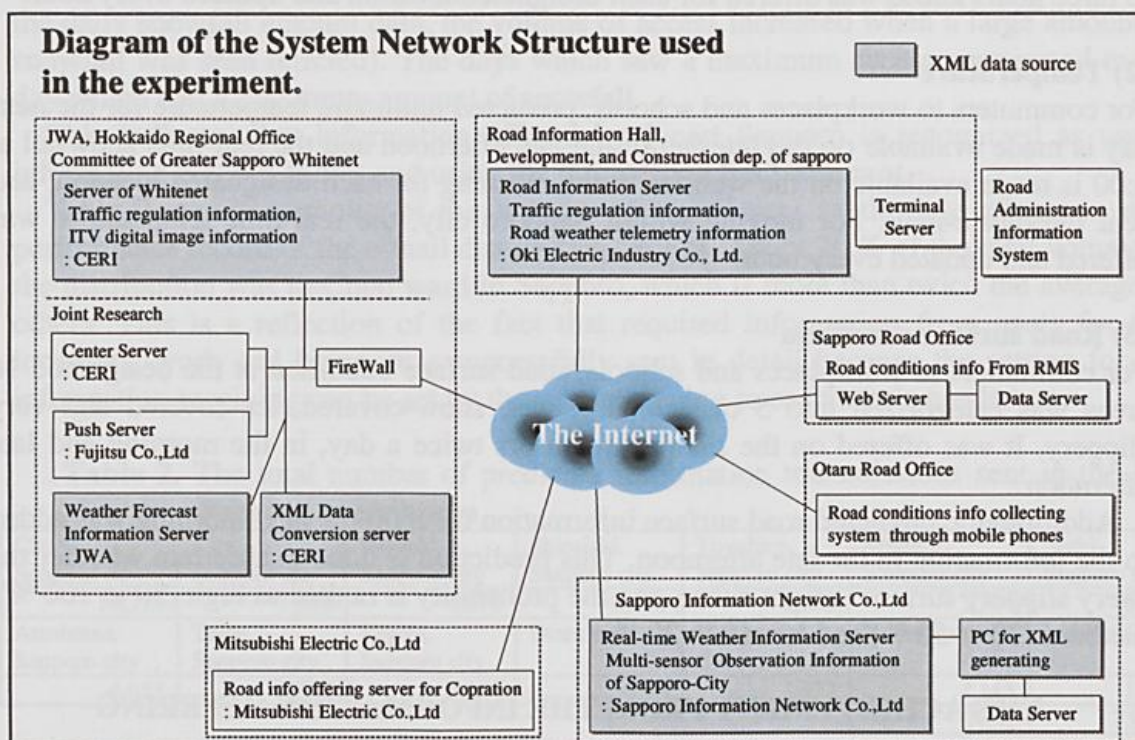 Diagram of the System Network Structure used
in the experiment.
XML data source
JWA, Hokkaido Regional Office
Committee of Greater Sapporo Whitenet
Server of Whitenet
Traffic regulation information,
ITV digital image information
: CERI
Joint Research
Center Server
: CERI
FireWall
Push Server
: Fujitsu Co.,Ltd
Weather Forecast
Information Server
: JWA
XML Data
Conversion server
: CERI
Road Information Hall,
Development, and Construction dep. of sapporo
Road Information Server
Traffic regulation information,
Road weather telemetry information
: Oki Electric Industry Co., Ltd.
Terminal
Server
Road
Administration
Information
System
The Internet
Sapporo Road Office
Road conditions info From RMIS
Web Server
Data Server
Otaru Road Office
Road conditions info collecting
system through mobile phones
Mitsubishi Electric Co.,Ltd
Road info offering server for Copration
: Mitsubishi Electric Co.,Ltd
Sapporo Information Network Co.,Ltd
Real-time Weather Information Server
Multi-sensor Observation Information
of Sapporo-City
: Sapporo Information Network Co.,Ltd
PC for XML
generating
Data Server